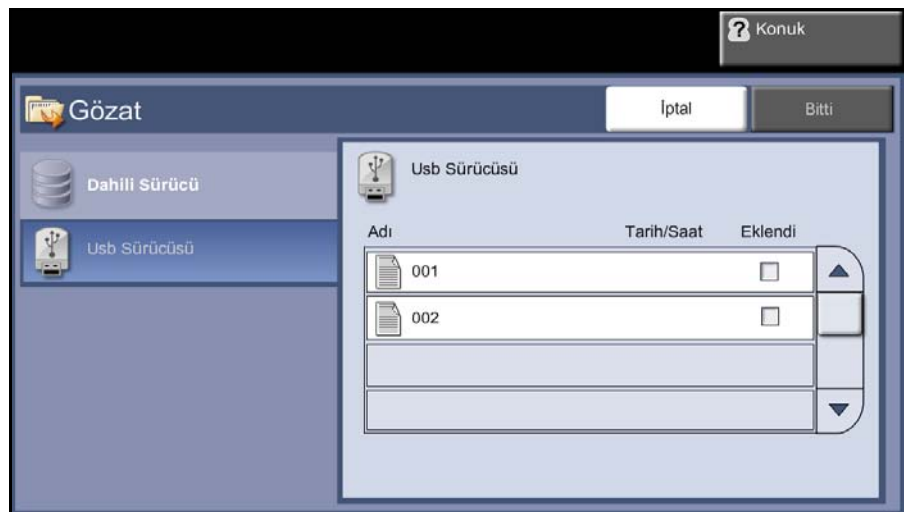 ? Konuk
Gözat
İptal
Bitti
Dahili Sürücü
Usb Sürücüsü
Usb Sürücüsü
Adı Tarih/Saat Eklendi
001
002